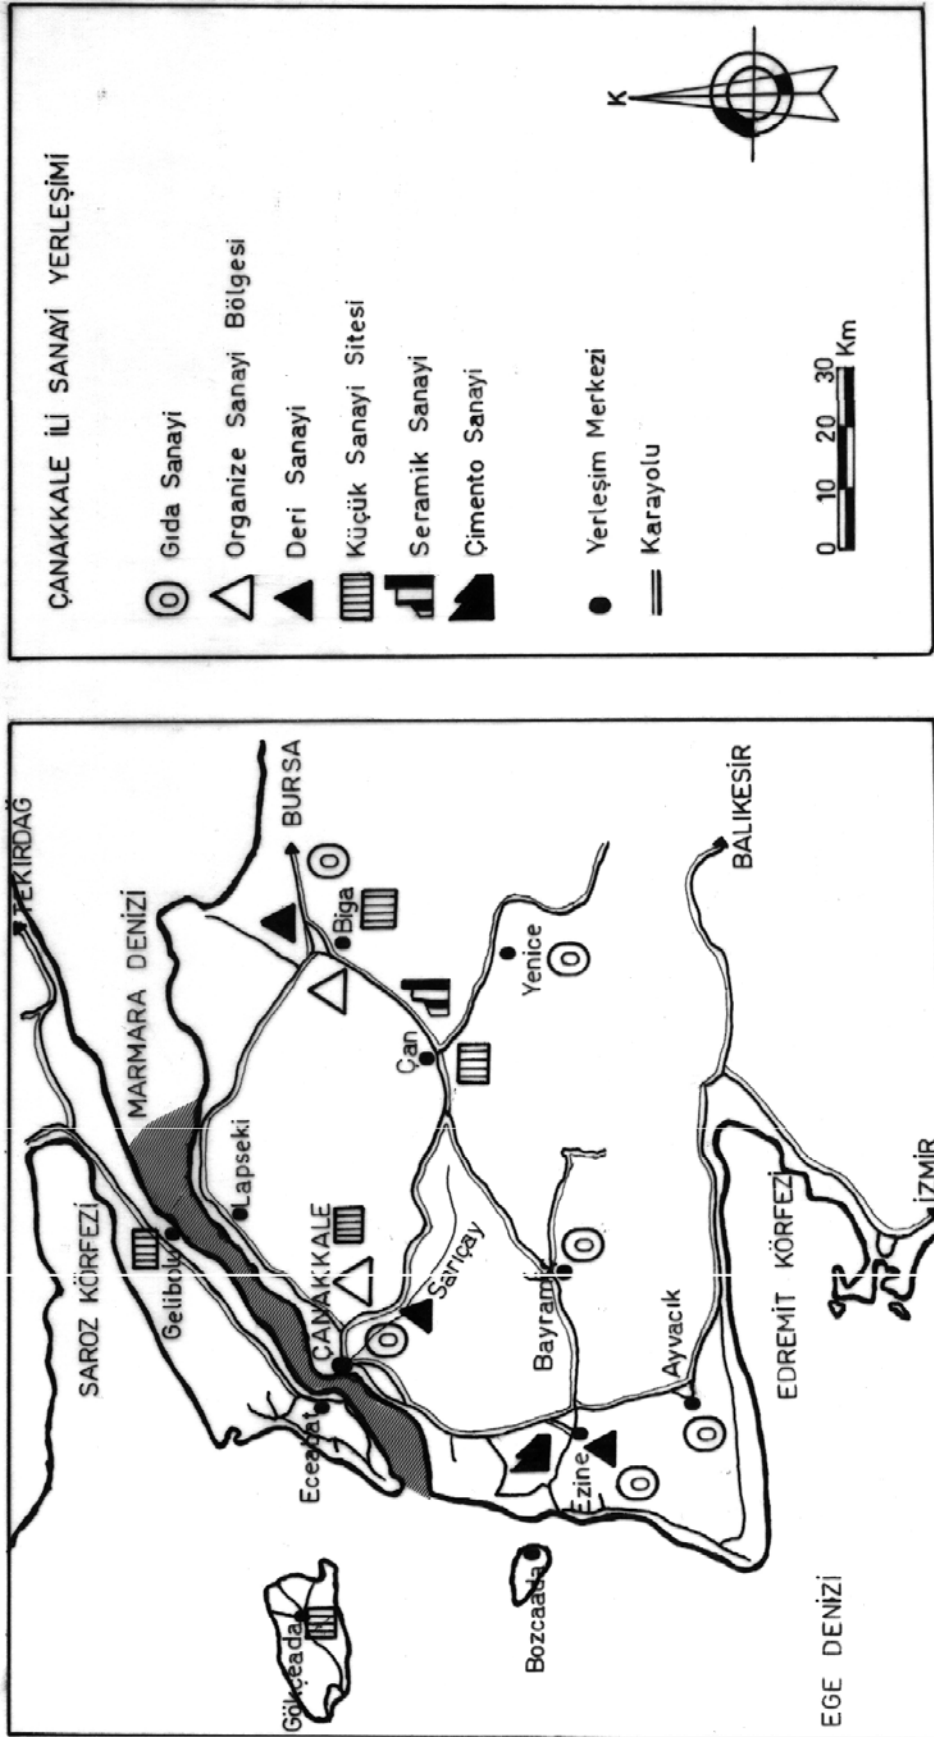 ÇANAKKALE İLİ SANAYİ YERLEŞİMİ
Gıda Sanayi
Organize Sanayi Bölgesi
Deri Sanayi
Küçük Sanayi Sitesi
Seramik Sanayi
Çimento Sanayi
Yerleşim Merkezi
Karayolu
0 10 20 30 Km
K
TEKİRDAĞ
MARMARA DENİZİ
BURSA
SAROZ KÖRFEZİ
Gelibolu
Lapseki
Biga
ÇANAKKALE
Eceabat
Çan
Sarıçay
Yenice
Gökçeada
Bozcaada
Bayramiç
Ezine
Ayvacık
BALIKESİR
EDREMİT KÖRFEZİ
İZMİR
EGE DENİZİ